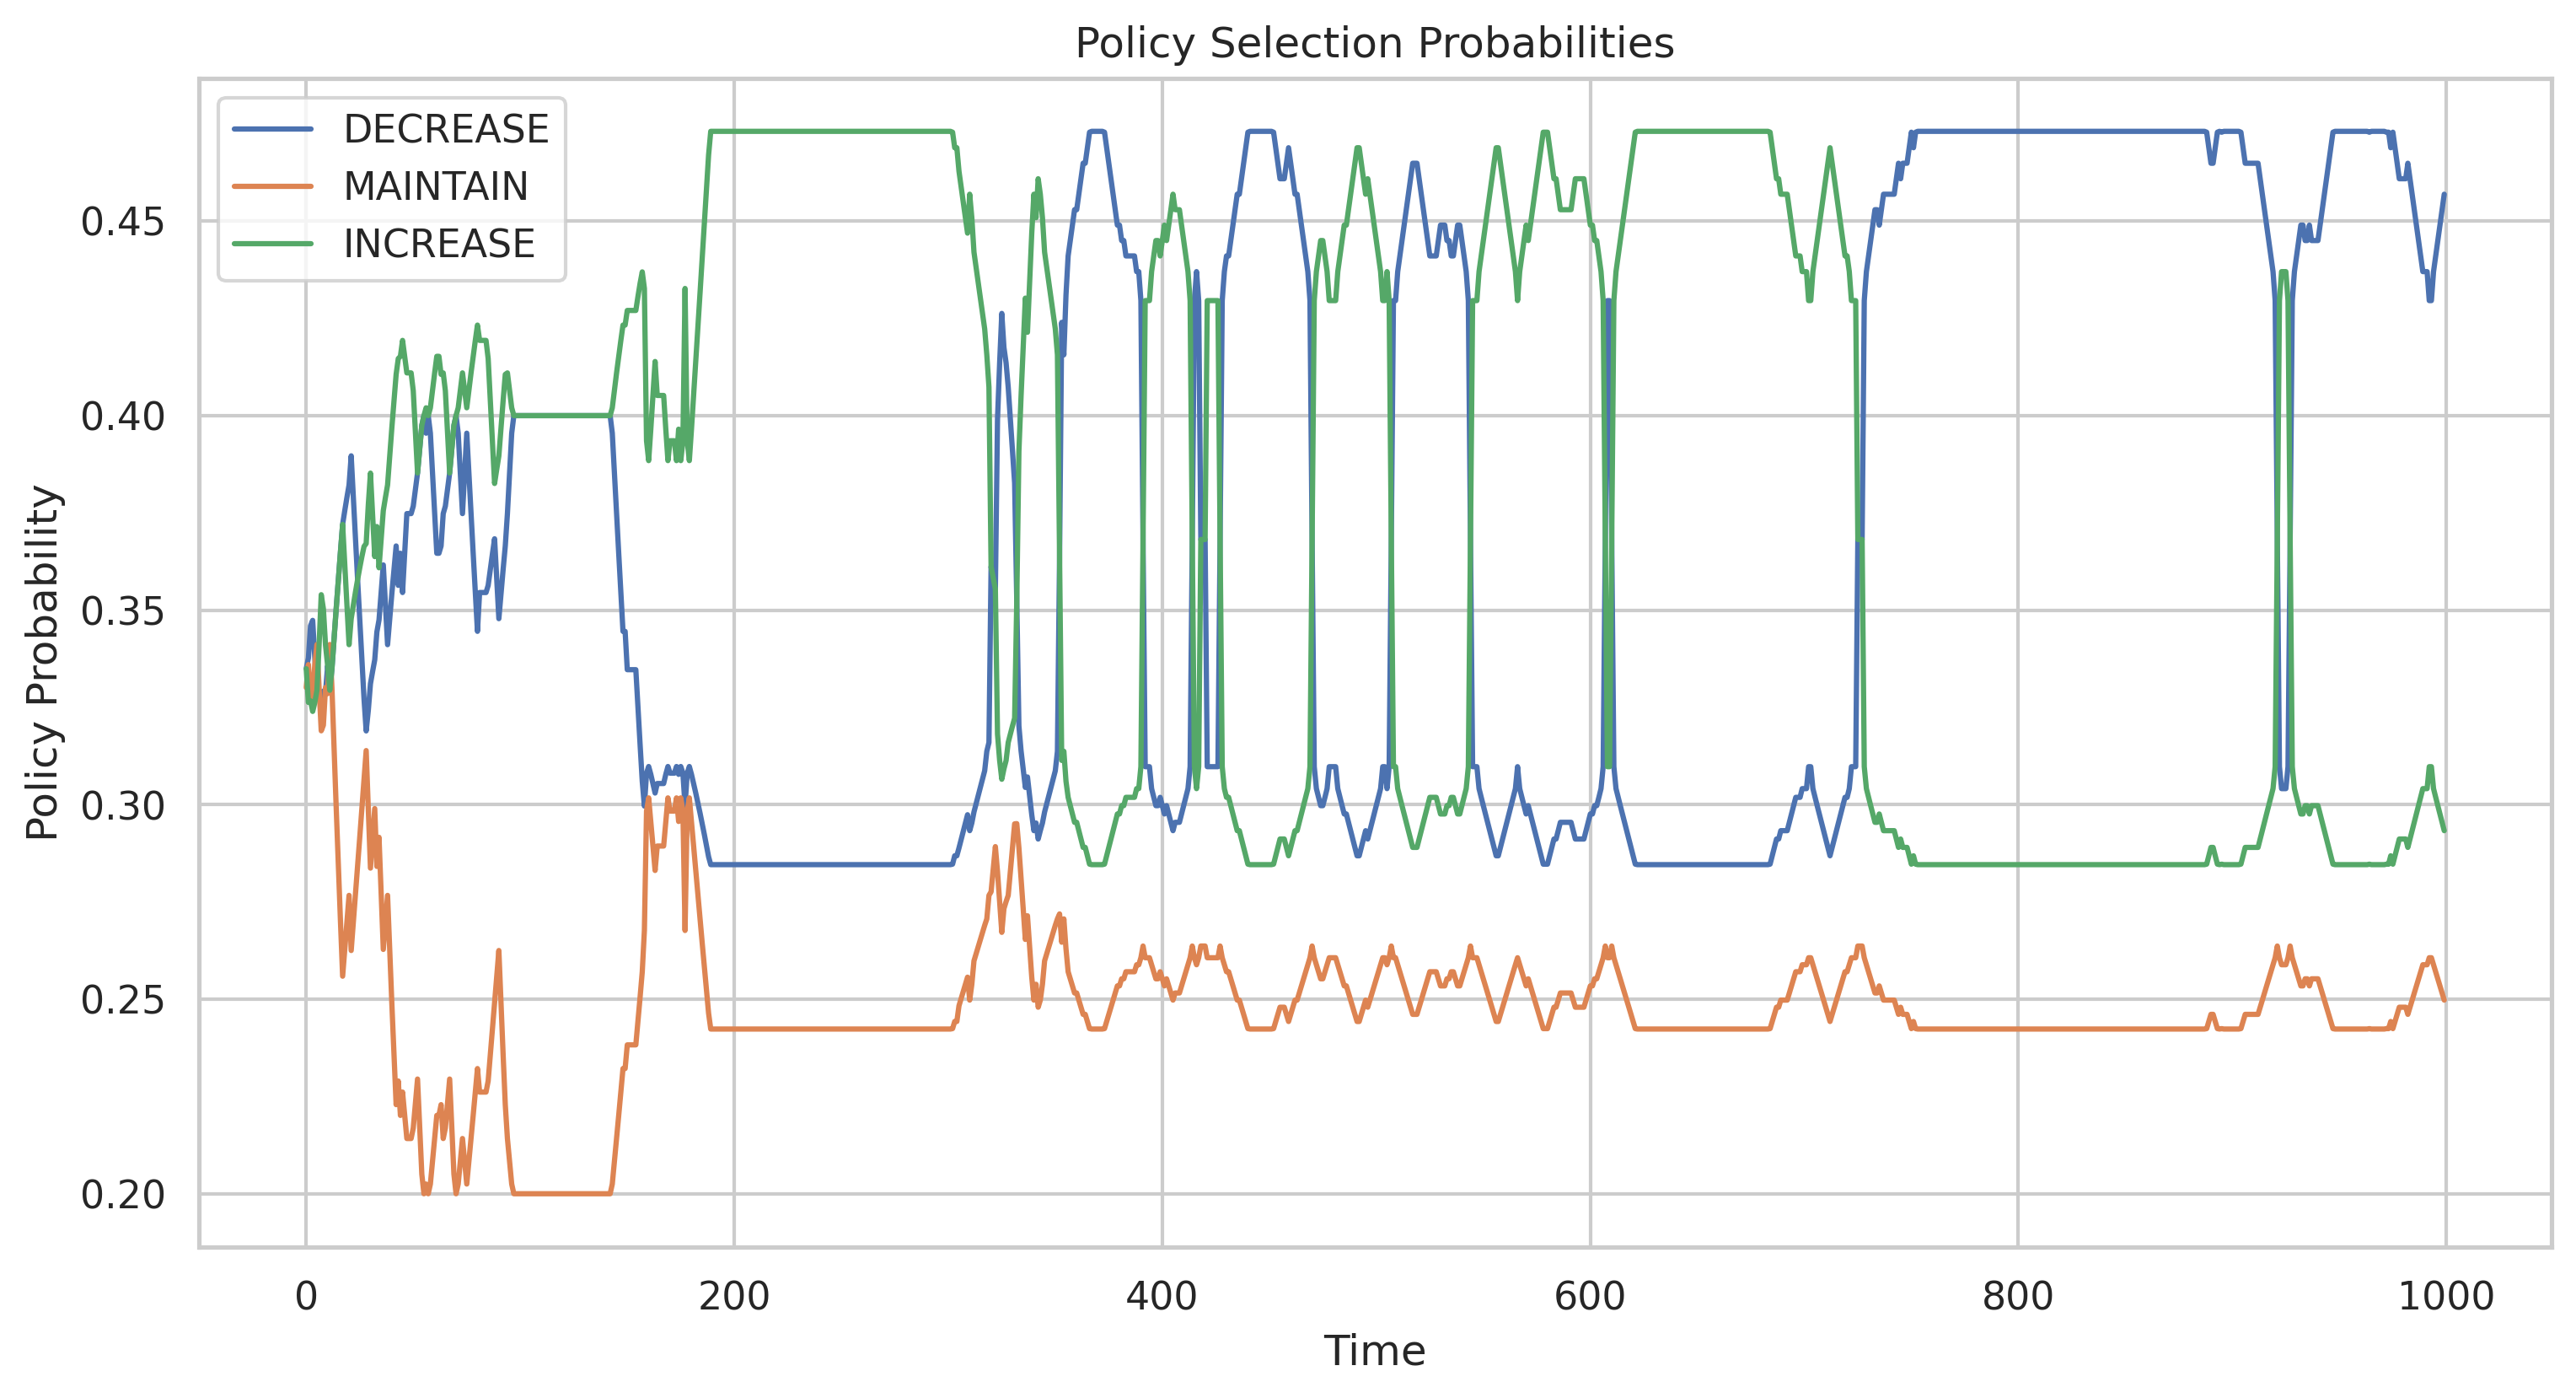 Policy Selection Probabilities
DECREASE
MAINTAIN
INCREASE
Policy Probability
0.45
0.40
0.35
0.30
0.25
0.20
0 200 400 600 800 1000
Time